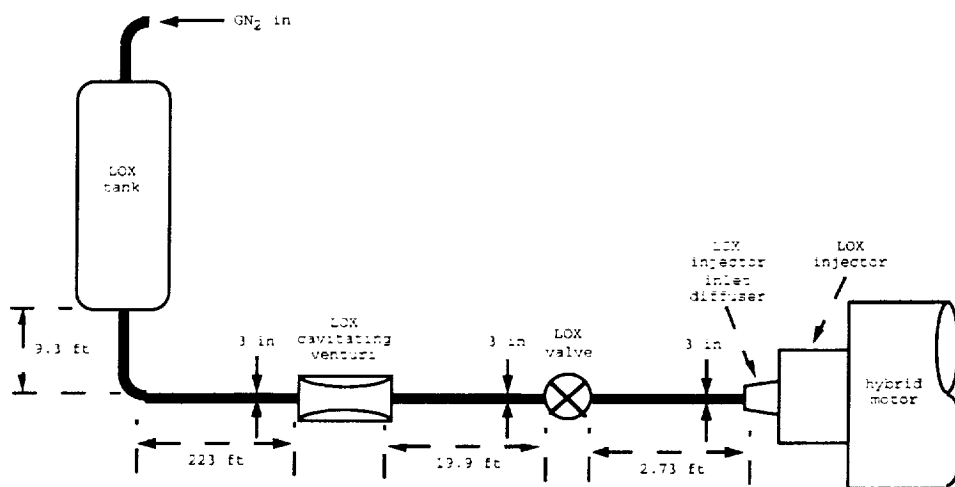 GN2 in
LOX
tank
9.3 ft
223 ft
3 in
LOX
cavitating
venturi
19.9 ft
3 in
LOX
valve
2.73 ft
3 in
LOX
injector
inlet
diffuser
LOX
injector
hybrid
motor